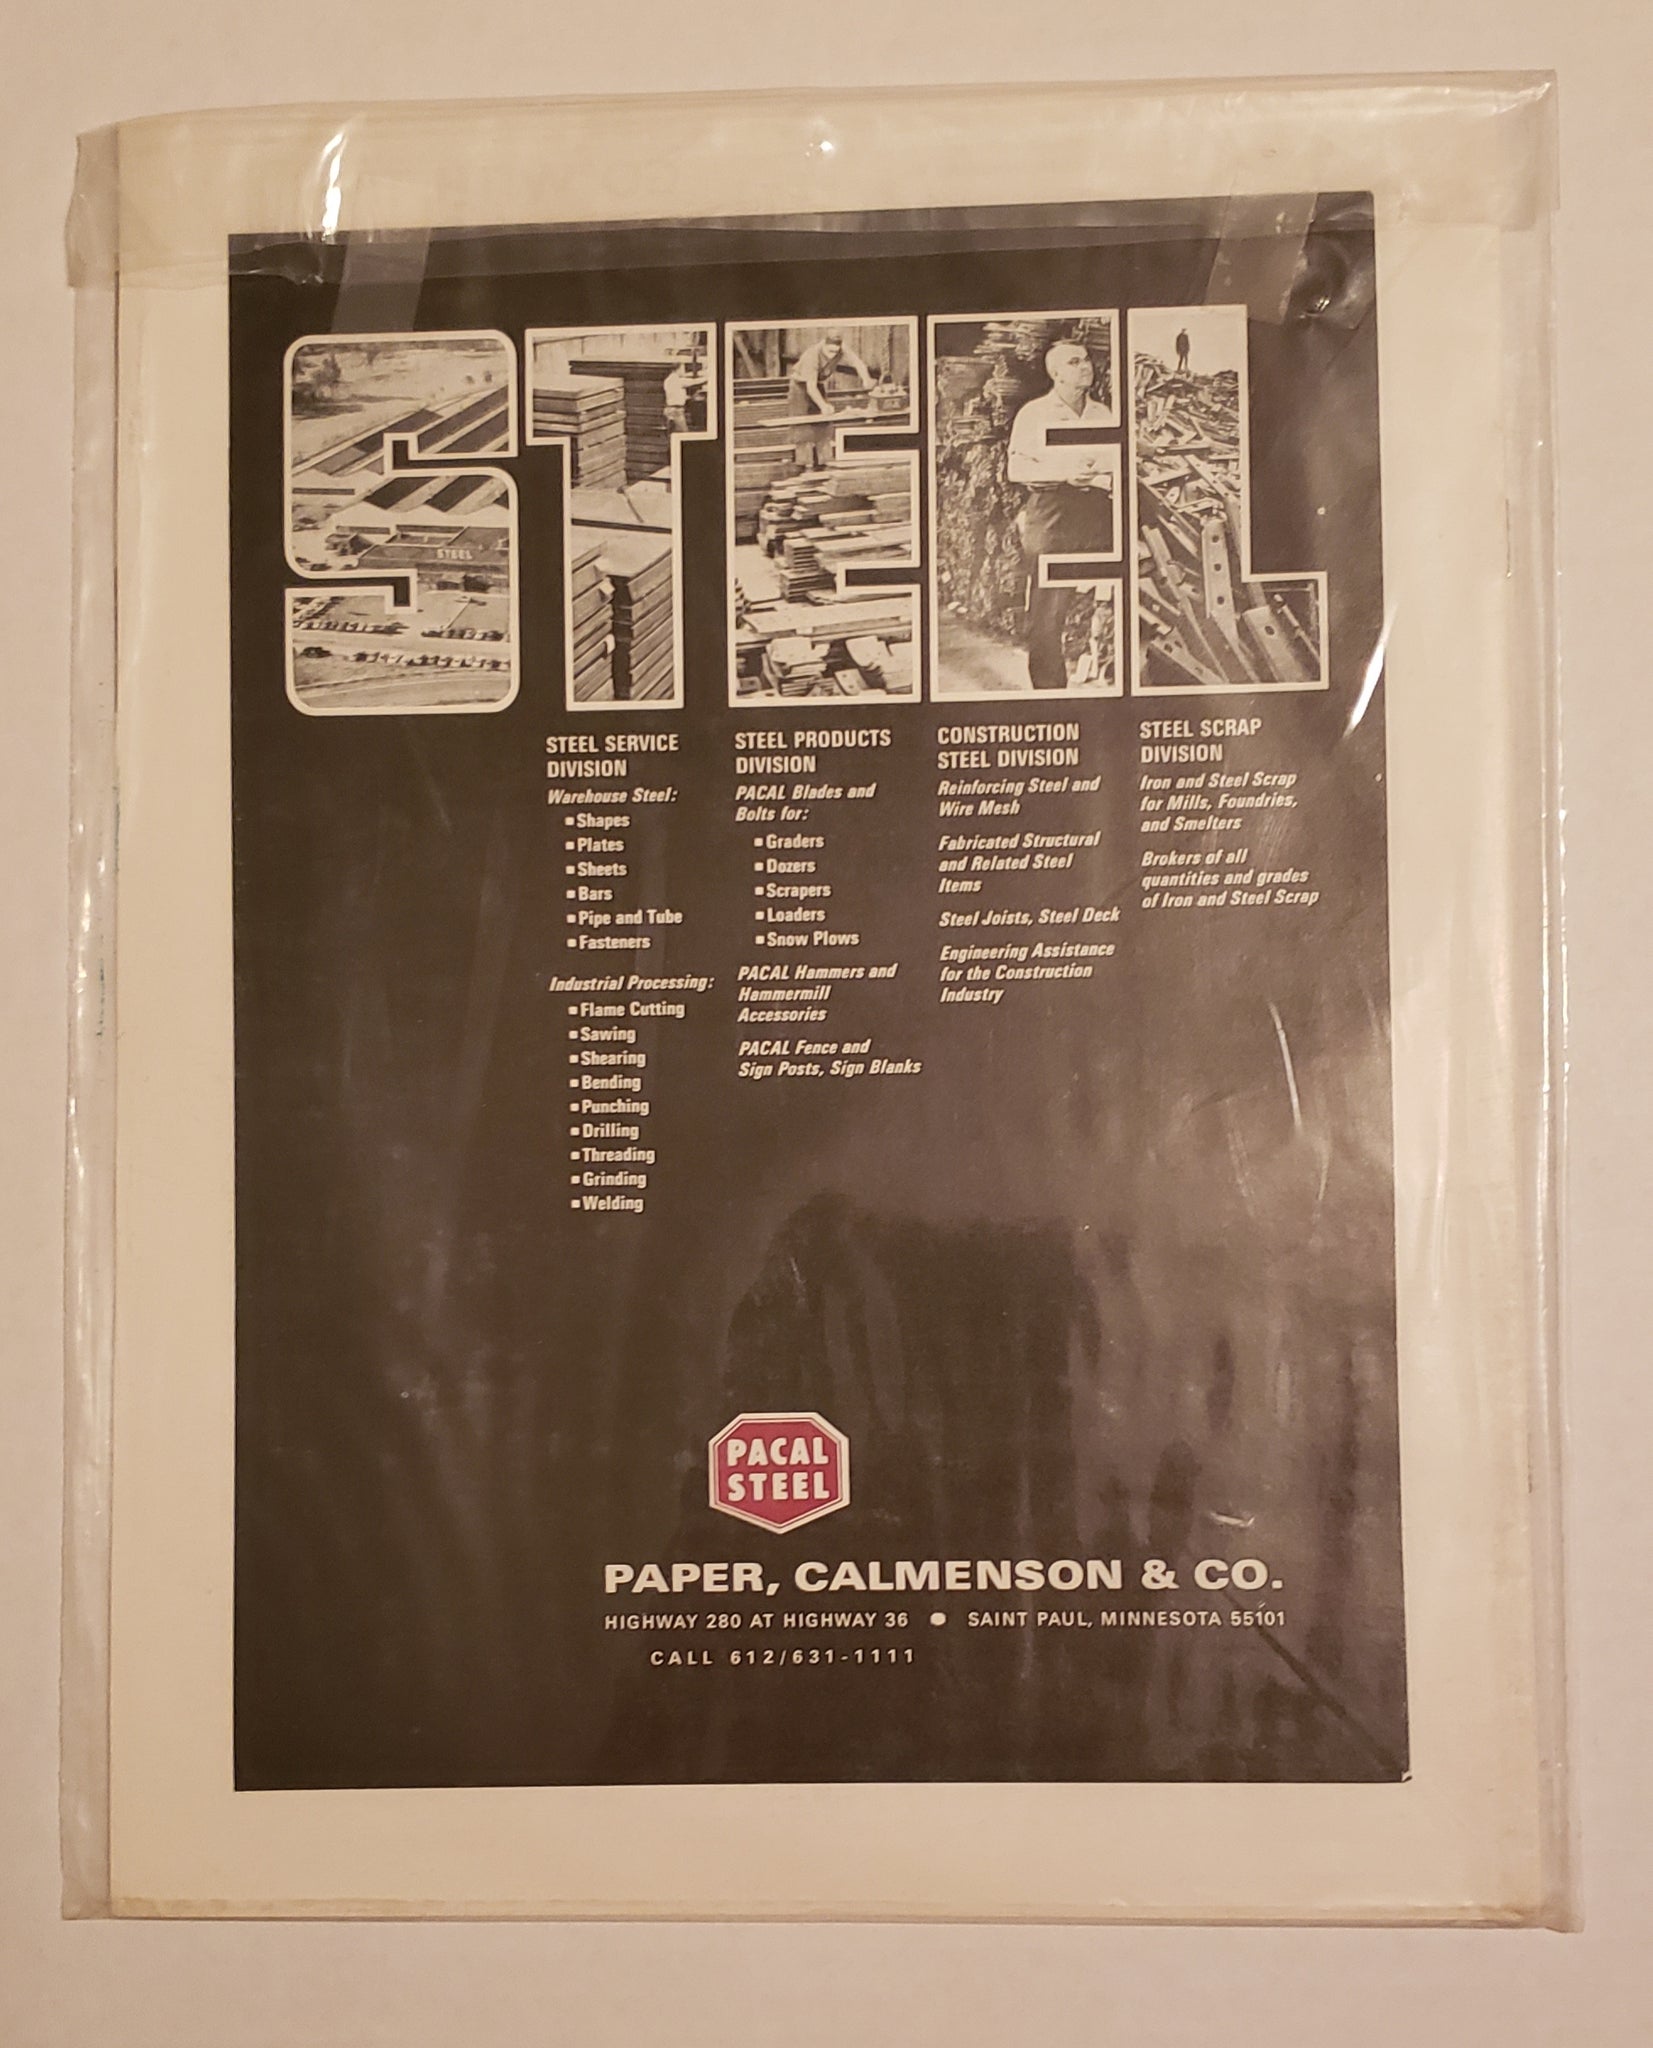 STEEL
STEEL
STEEL SERVICE
DIVISION
Warehouse Steel:
▪ Shapes
▪ Plates
▪ Sheets
▪ Bars
▪ Pipe and Tube
▪ Fasteners
Industrial Processing:
▪ Flame Cutting
▪ Sawing
▪ Shearing
▪ Bending
▪ Punching
▪ Drilling
▪ Threading
▪ Grinding
▪ Welding
STEEL PRODUCTS
DIVISION
PACAL Blades and
Bolts for:
▪ Graders
▪ Dozers
▪ Scrapers
▪ Loaders
▪ Snow Plows
PACAL Hammers and
Hammermill
Accessories
PACAL Fence and
Sign Posts, Sign Blanks
CONSTRUCTION
STEEL DIVISION
Reinforcing Steel and
Wire Mesh
Fabricated Structural
and Related Steel
Items
Steel Joists, Steel Deck
Engineering Assistance
for the Construction
Industry
STEEL SCRAP
DIVISION
Iron and Steel Scrap
for Mills, Foundries,
and Smelters
Brokers of all
quantities and grades
of Iron and Steel Scrap
PACAL
STEEL
PAPER, CALMENSON & CO.
HIGHWAY 280 AT HIGHWAY 36 ● SAINT PAUL, MINNESOTA 55101
CALL 612/631-1111